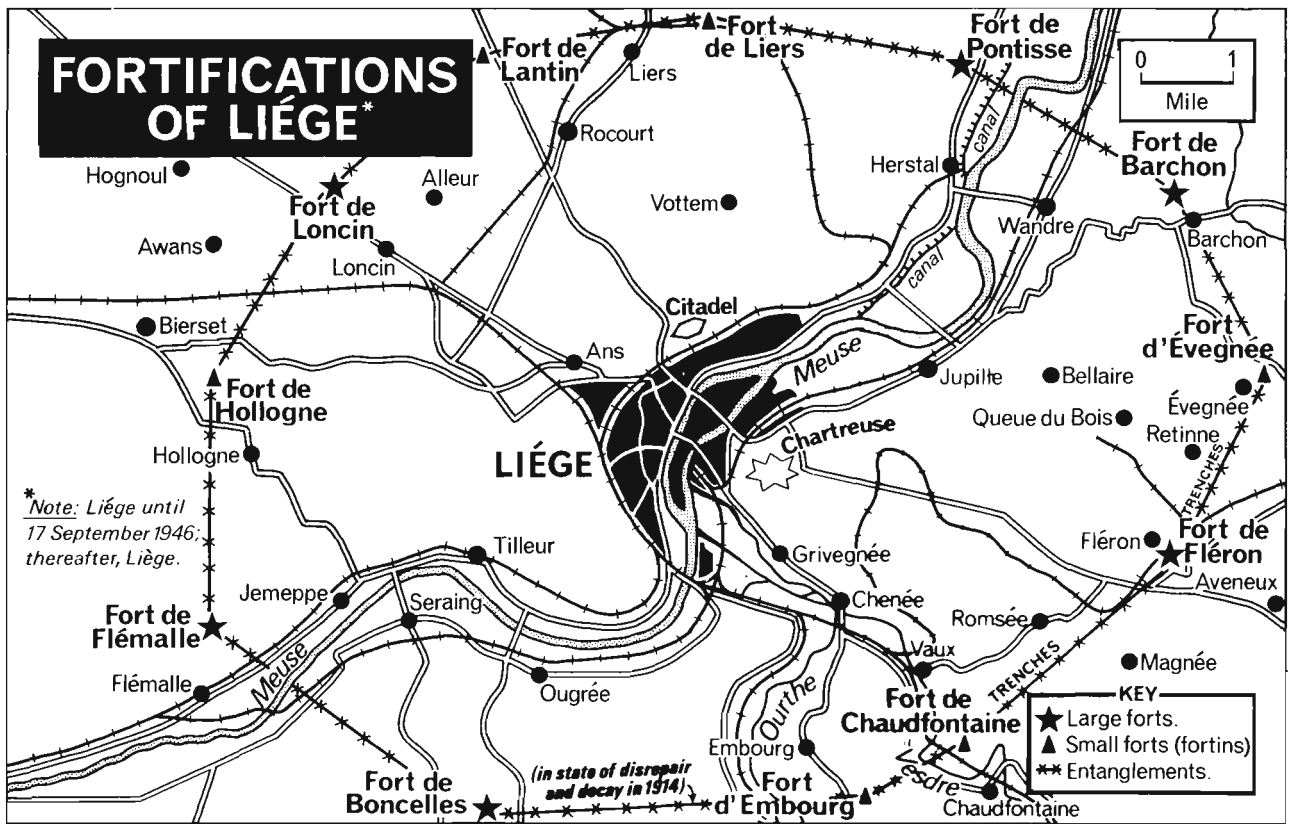 FORTIFICATIONS
OF LIÉGE*
Fort de
Lantin
Liers
Fort
de Liers
Fort de
Pontisse
0 1
Mile
Rocourt
canal
Fort de
Barchon
Hognoul
Alleur
Herstal
Vottem
Fort de
Loncin
Awans
Loncin
Wandre
Barchon
canal
Citadel
Bierset
Ans
Meuse
Fort
d'Évegnée
Fort de
Hollogne
Jupille
Bellaire
Évegnée
Queue du Bois
Retinne
Chartreuse
Hollogne
LIÉGE
TRENCHES
*Note: Liége until
17 September 1946;
thereafter, Liège.
Tilleur
Grivegnée
Fléron
Fort de
Fléron
Aveneux
Jemeppe
Seraing
Chenée
Romsée
Fort de
Flémalle
Vaux
TRENCHES
Magnée
Meuse
Flémalle
Ougrée
Ourthe
Fort de
Chaudfontaine
KEY
Large forts.
Small forts (fortins)
Entanglements.
Embourg
Fort de
Boncelles
(in state of disrepair
and decay in 1914)
Fort
d'Embourg
Vesdre
Chaudfontaine